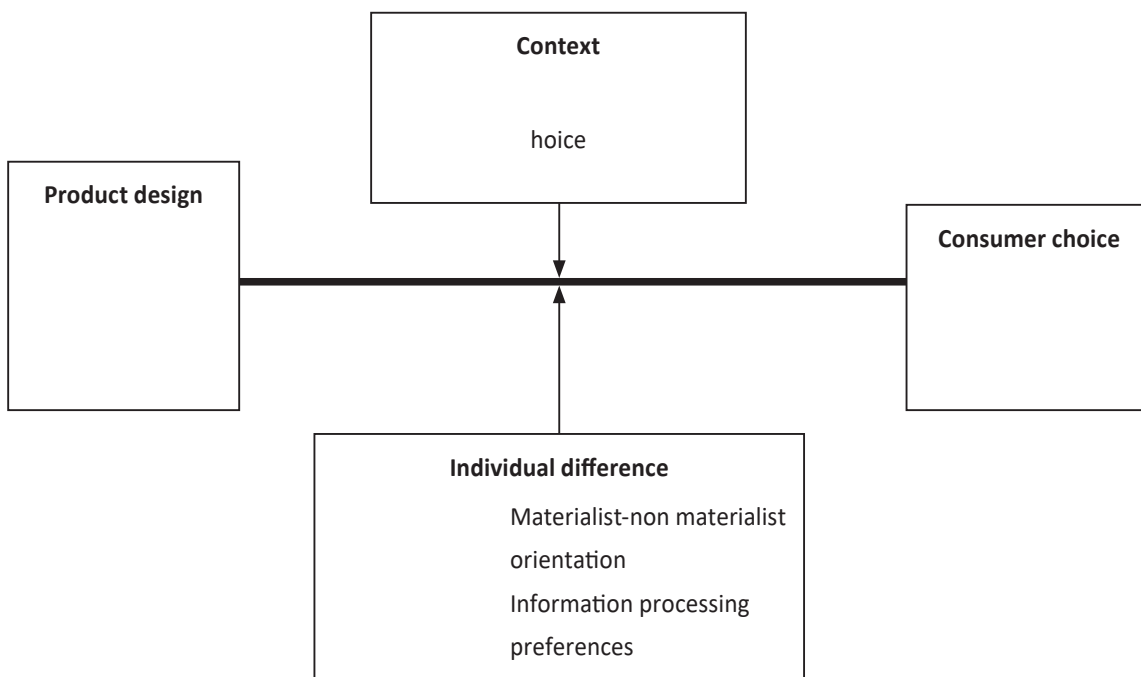 Context
hoice
Product design
Consumer choice
Individual difference
Materialist-non materialist
orientation
Information processing
preferences